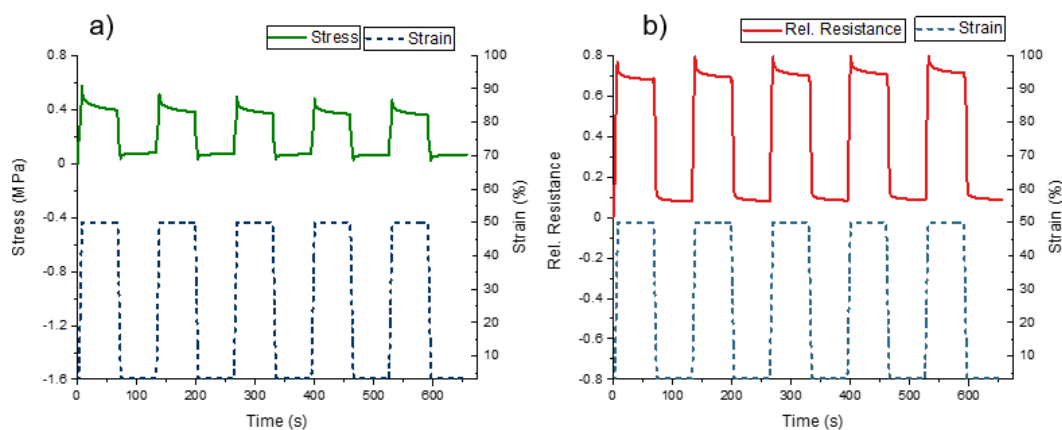 a)
Stress
Strain
0.8
0.4
0
-0.4
-0.8
-1.2
-1.6
Stress (MPa)
100
90
80
70
60
50
40
30
20
10
Strain (%)
0 100 200 300 400 500 600
Time (s)
b)
Rel. Resistance
Strain
0.8
0.6
0.4
0.2
0
-0.2
-0.4
-0.6
-0.8
Rel. Resistance
100
90
80
70
60
50
40
30
20
10
Strain (%)
0 100 200 300 400 500 600
Time (s)